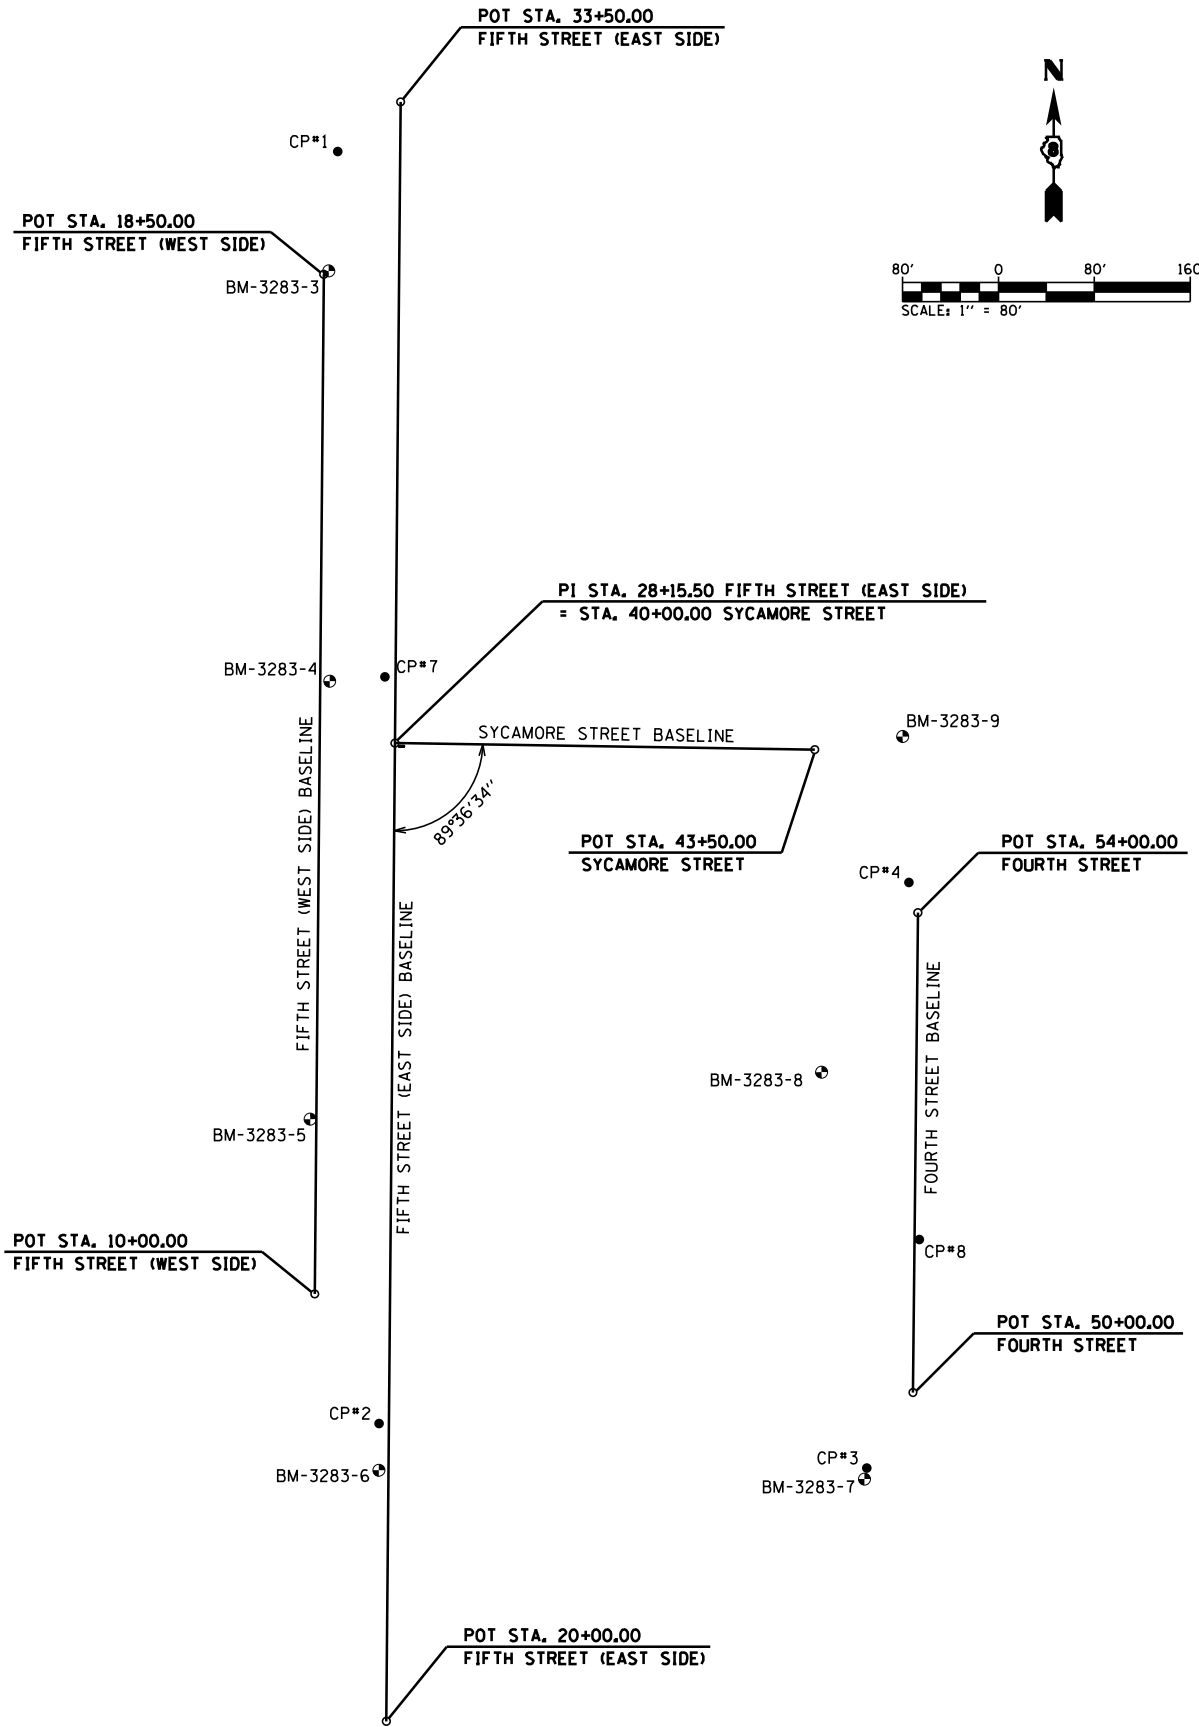 POT STA. 33+50.00
FIFTH STREET (EAST SIDE)
N
8
CP#1
POT STA. 18+50.00
FIFTH STREET (WEST SIDE)
BM-3283-3
80' 0 80' 160
SCALE: 1'' = 80'
PI STA. 28+15.50 FIFTH STREET (EAST SIDE)
= STA. 40+00.00 SYCAMORE STREET
BM-3283-4
CP#7
BM-3283-9
SYCAMORE STREET BASELINE
89°36'34''
FIFTH STREET (WEST SIDE) BASELINE
POT STA. 43+50.00
SYCAMORE STREET
POT STA. 54+00.00
FOURTH STREET
CP#4
FIFTH STREET (EAST SIDE) BASELINE
FOURTH STREET BASELINE
BM-3283-8
BM-3283-5
POT STA. 10+00.00
FIFTH STREET (WEST SIDE)
CP#8
POT STA. 50+00.00
FOURTH STREET
CP#2
BM-3283-6
CP#3
BM-3283-7
POT STA. 20+00.00
FIFTH STREET (EAST SIDE)